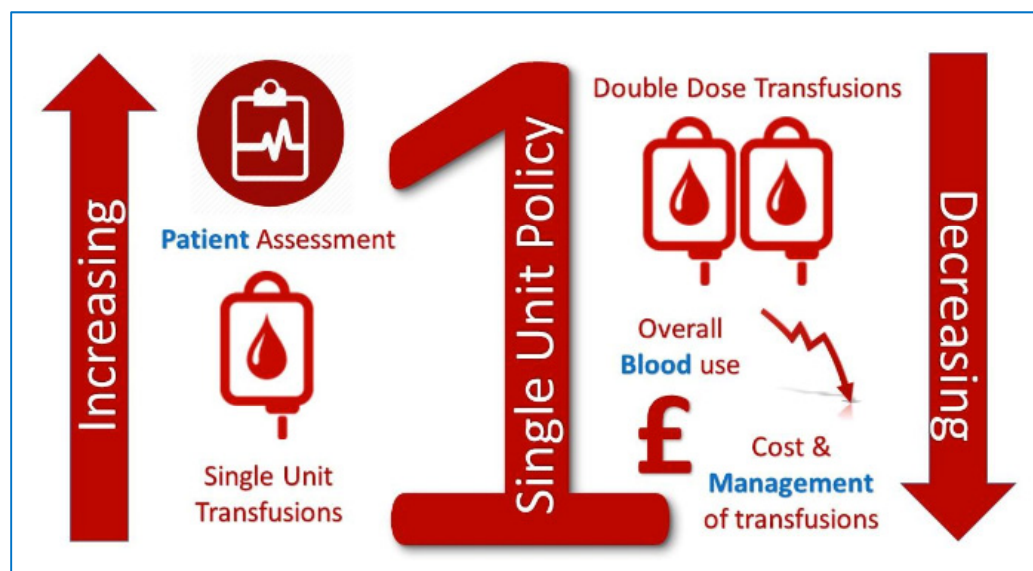 Increasing
Patient Assessment
Single Unit
Transfusions
Single Unit Policy
Double Dose Transfusions
Overall
Blood use
£
Cost &
Management
of transfusions
Decreasing